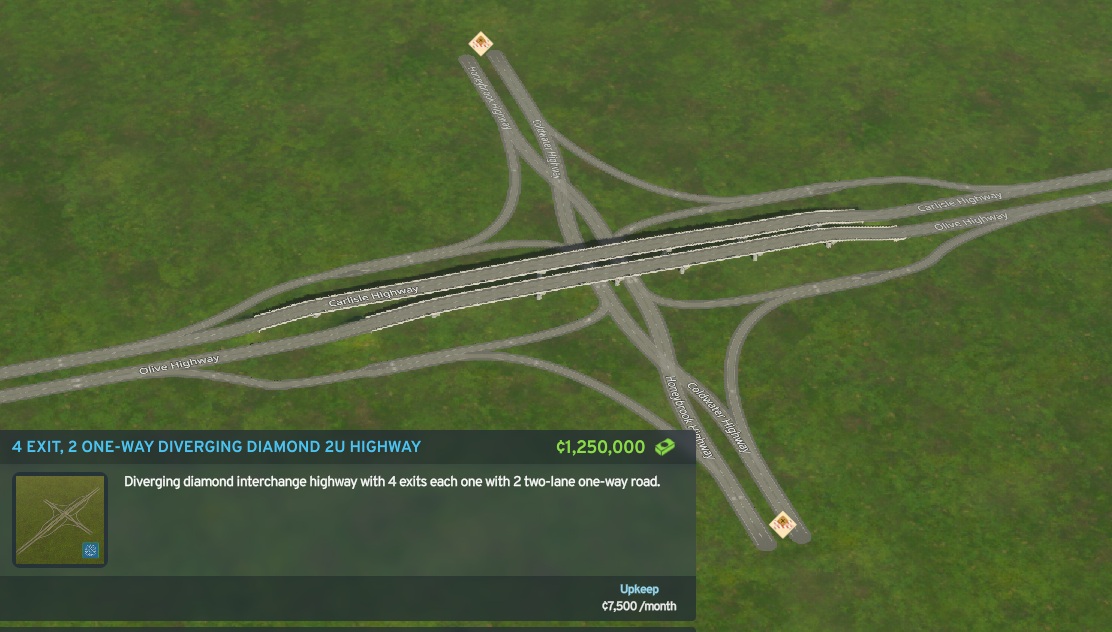 Honeybrook Highway
Coldwater Highway
Carlisle Highway
Olive Highway
Carlisle Highway
Olive Highway
Honeybrook Highway
Coldwater Highway
4 EXIT, 2 ONE-WAY DIVERGING DIAMOND 2U HIGHWAY
₵1,250,000
Diverging diamond interchange highway with 4 exits each one with 2 two-lane one-way road.
Upkeep
₵7,500 /month